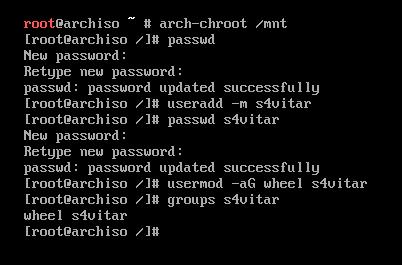 root@archiso ~ # arch-chroot /mnt
[root@archiso /]# passwd
New password:
Retype new password:
passwd: password updated successfully
[root@archiso /]# useradd -m s4vitar
[root@archiso /]# passwd s4vitar
New password:
Retype new password:
passwd: password updated successfully
[root@archiso /]# usermod -aG wheel s4vitar
[root@archiso /]# groups s4vitar
wheel s4vitar
[root@archiso /]#